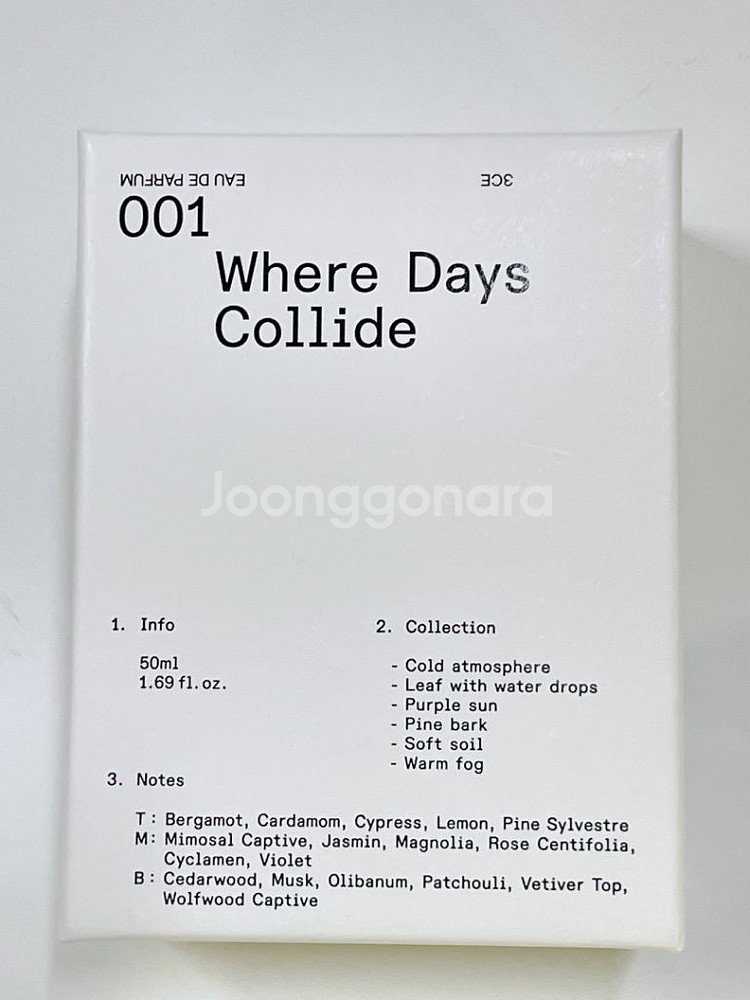 EAU DE PARFUM 3CE
001
Where Days
Collide
Joonggonara
1. Info
50ml
1.69 fl. oz.
2. Collection
- Cold atmosphere
- Leaf with water drops
- Purple sun
- Pine bark
- Soft soil
- Warm fog
3. Notes
T : Bergamot, Cardamom, Cypress, Lemon, Pine Sylvestre
M: Mimosal Captive, Jasmin, Magnolia, Rose Centifolia,
Cyclamen, Violet
B : Cedarwood, Musk, Olibanum, Patchouli, Vetiver Top,
Wolfwood Captive